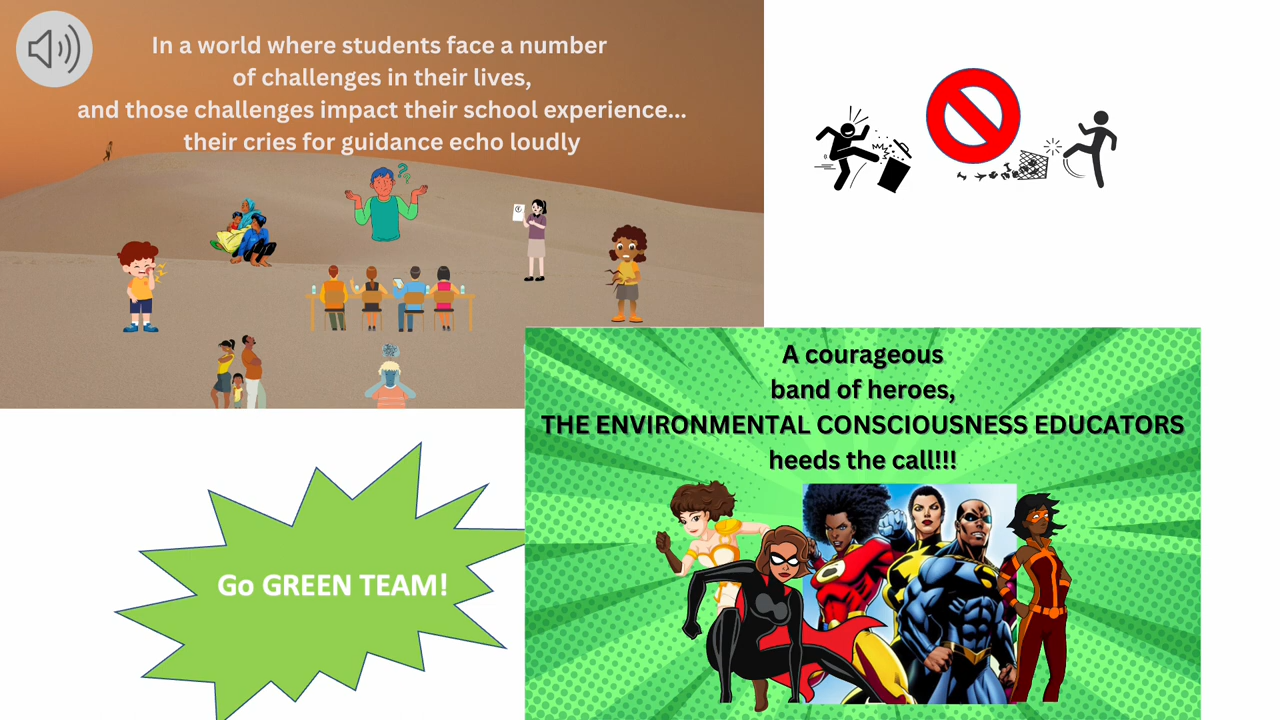 In a world where students face a number
of challenges in their lives,
and those challenges impact their school experience...
their cries for guidance echo loudly
A courageous
band of heroes,
THE ENVIRONMENTAL CONSCIOUSNESS EDUCATORS
heeds the call!!!
Go GREEN TEAM!